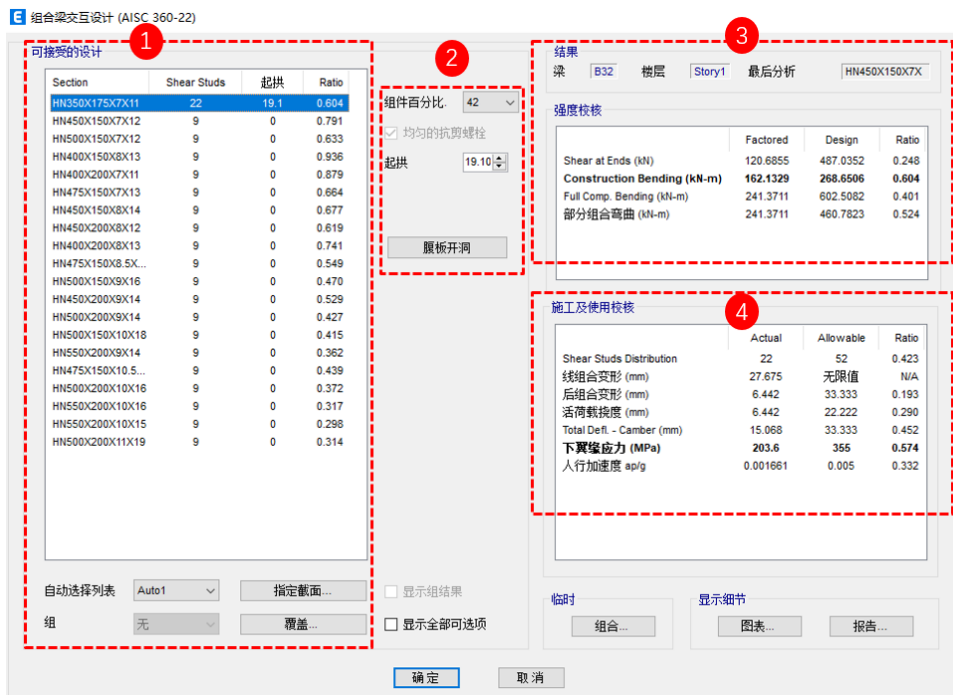 E 组合梁交互设计 (AISC 360-22)
1
2
3
4
可接受的设计
Section Shear Studs 起拱 Ratio
HN350X175X7X11 22 19.1 0.604
HN450X150X7X12 9 0 0.791
HN500X150X7X12 9 0 0.633
HN400X150X8X13 9 0 0.936
HN400X200X7X11 9 0 0.879
HN475X150X7X13 9 0 0.664
HN450X150X8X14 9 0 0.677
HN450X200X8X12 9 0 0.619
HN400X200X8X13 9 0 0.741
HN475X150X8.5X... 9 0 0.549
HN500X150X9X16 9 0 0.470
HN450X200X9X14 9 0 0.529
HN500X200X9X14 9 0 0.427
HN500X150X10X18 9 0 0.415
HN550X200X9X14 9 0 0.362
HN475X150X10.5... 9 0 0.439
HN500X200X10X16 9 0 0.372
HN550X200X10X16 9 0 0.317
HN550X200X10X15 9 0 0.298
HN500X200X11X19 9 0 0.314
自动选择列表 Auto1 指定截面...
组 无 覆盖...
组件百分比. 42
均匀的抗剪螺栓
起拱 19.10
腹板开洞
显示组结果
显示全部可选项
结果
梁 B32 楼层 Story1 最后分析 HN450X150X7X
强度校核
Factored Design Ratio
Shear at Ends (kN) 120.6855 487.0352 0.248
Construction Bending (kN-m) 162.1329 268.6506 0.604
Full Comp. Bending (kN-m) 241.3711 602.5082 0.401
部分组合弯曲 (kN-m) 241.3711 460.7823 0.524
施工及使用校核
Actual Allowable Ratio
Shear Studs Distribution 22 52 0.423
线组合变形 (mm) 27.675 无限值 N/A
后组合变形 (mm) 6.442 33.333 0.193
活荷载挠度 (mm) 6.442 22.222 0.290
Total Defl. - Camber (mm) 15.068 33.333 0.452
下翼缘应力 (MPa) 203.6 355 0.574
人行加速度 ap/g 0.001661 0.005 0.332
临时
组合...
显示细节
图表... 报告...
确定 取消